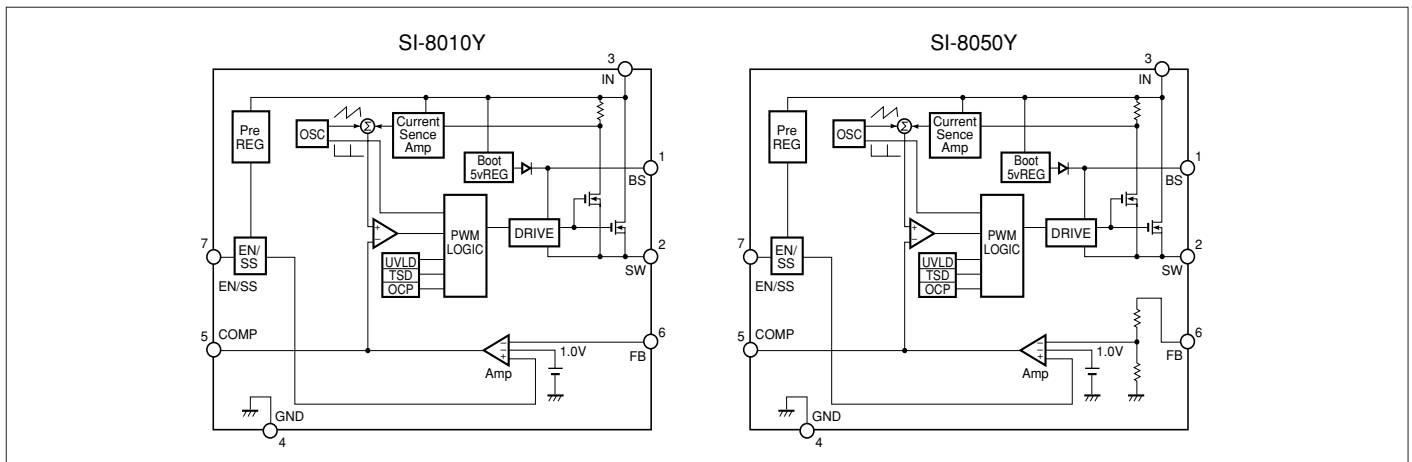 SI-8010Y
3
IN
Pre
REG
OSC
Σ
Current
Sence
Amp
Boot
5vREG
1
BS
+
−
PWM
LOGIC
DRIVE
2
SW
7
EN/
SS
EN/SS
UVLD
TSD
OCP
5
COMP
6
FB
−
−
+
Amp
1.0V
GND
4
SI-8050Y
3
IN
Pre
REG
OSC
Σ
Current
Sence
Amp
Boot
5vREG
1
BS
+
−
PWM
LOGIC
DRIVE
2
SW
7
EN/
SS
EN/SS
UVLD
TSD
OCP
5
COMP
6
FB
−
−
+
Amp
1.0V
GND
4